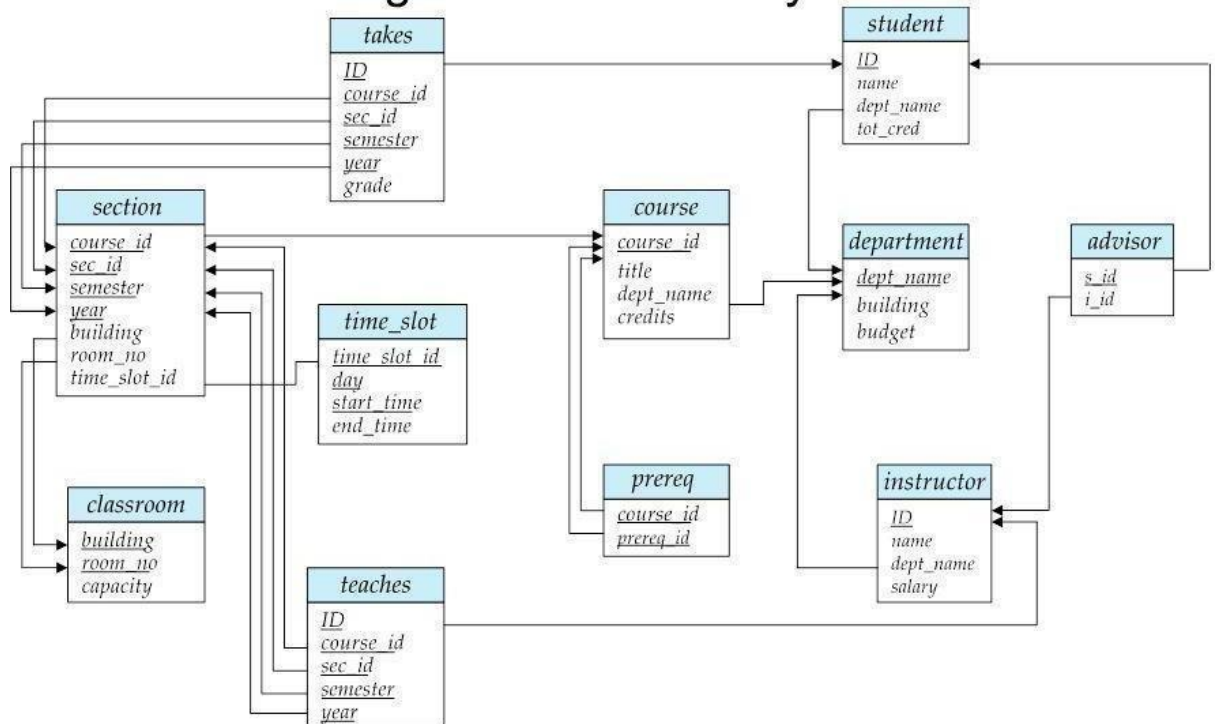 takes
ID
course_id
sec_id
semester
year
grade
student
ID
name
dept_name
tot_cred
section
course_id
sec_id
semester
year
building
room_no
time_slot_id
time_slot
time_slot_id
day
start_time
end_time
course
course_id
title
dept_name
credits
department
dept_name
building
budget
advisor
s_id
i_id
classroom
building
room_no
capacity
prereq
course_id
prereq_id
instructor
ID
name
dept_name
salary
teaches
ID
course_id
sec_id
semester
year